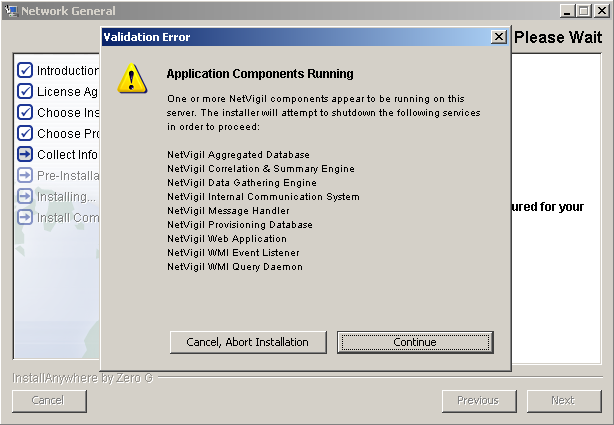 Network General
Validation Error
Please Wait
Introduction
License Ag
Choose Ins
Choose Pro
Collect Info
Pre-Installa
Installing...
Install Com
Application Components Running
One or more NetVigil components appear to be running on this
server. The installer will attempt to shutdown the following services
in order to proceed:
NetVigil Aggregated Database
NetVigil Correlation & Summary Engine
NetVigil Data Gathering Engine
NetVigil Internal Communication System
NetVigil Message Handler
NetVigil Provisioning Database
NetVigil Web Application
NetVigil WMI Event Listener
NetVigil WMI Query Daemon
ured for your
Cancel, Abort Installation
Continue
InstallAnywhere by Zero G
Cancel
Previous
Next